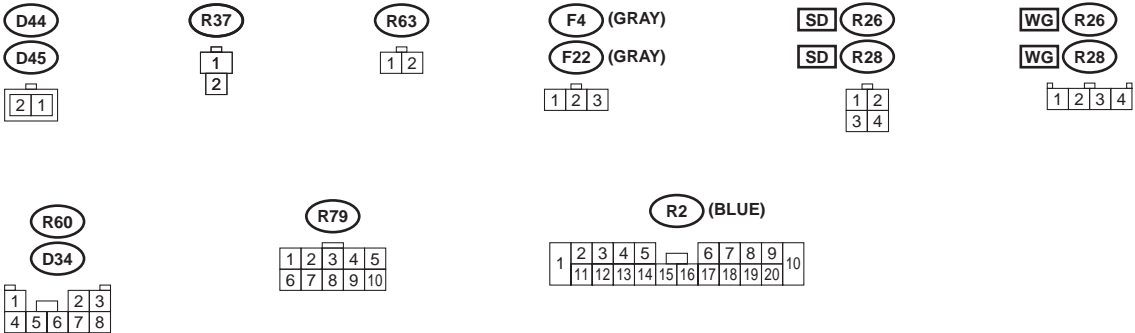 D44 R37 R63 F4 (GRAY) SD R26 WG R26
D45 F22 (GRAY) SD R28 WG R28
2 1
1
2
1 2
1 2 3
1 2
3 4
1 2 3 4
R60 R79 R2 (BLUE)
D34
1 2 3
4 5 6 7 8
1 2 3 4 5
6 7 8 9 10
1 2 3 4 5 6 7 8 9 10
11 12 13 14 15 16 17 18 19 20